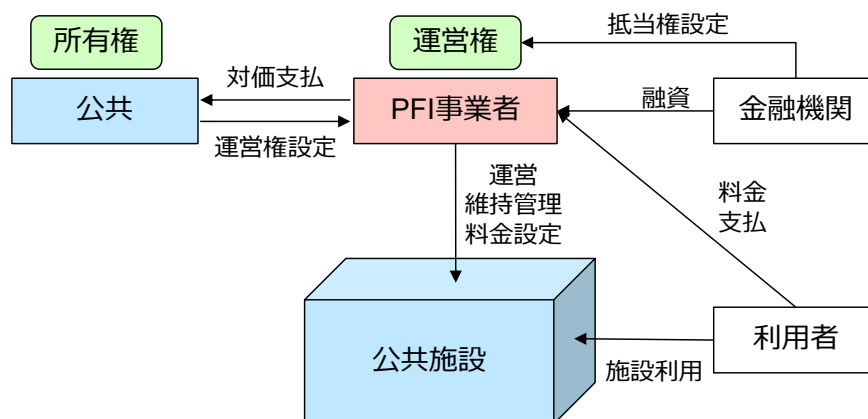 所有権
運営権
抵当権設定
公共
対価支払
運営権設定
PFI事業者
融資
金融機関
運営
維持管理
料金設定
料金
支払
公共施設
施設利用
利用者